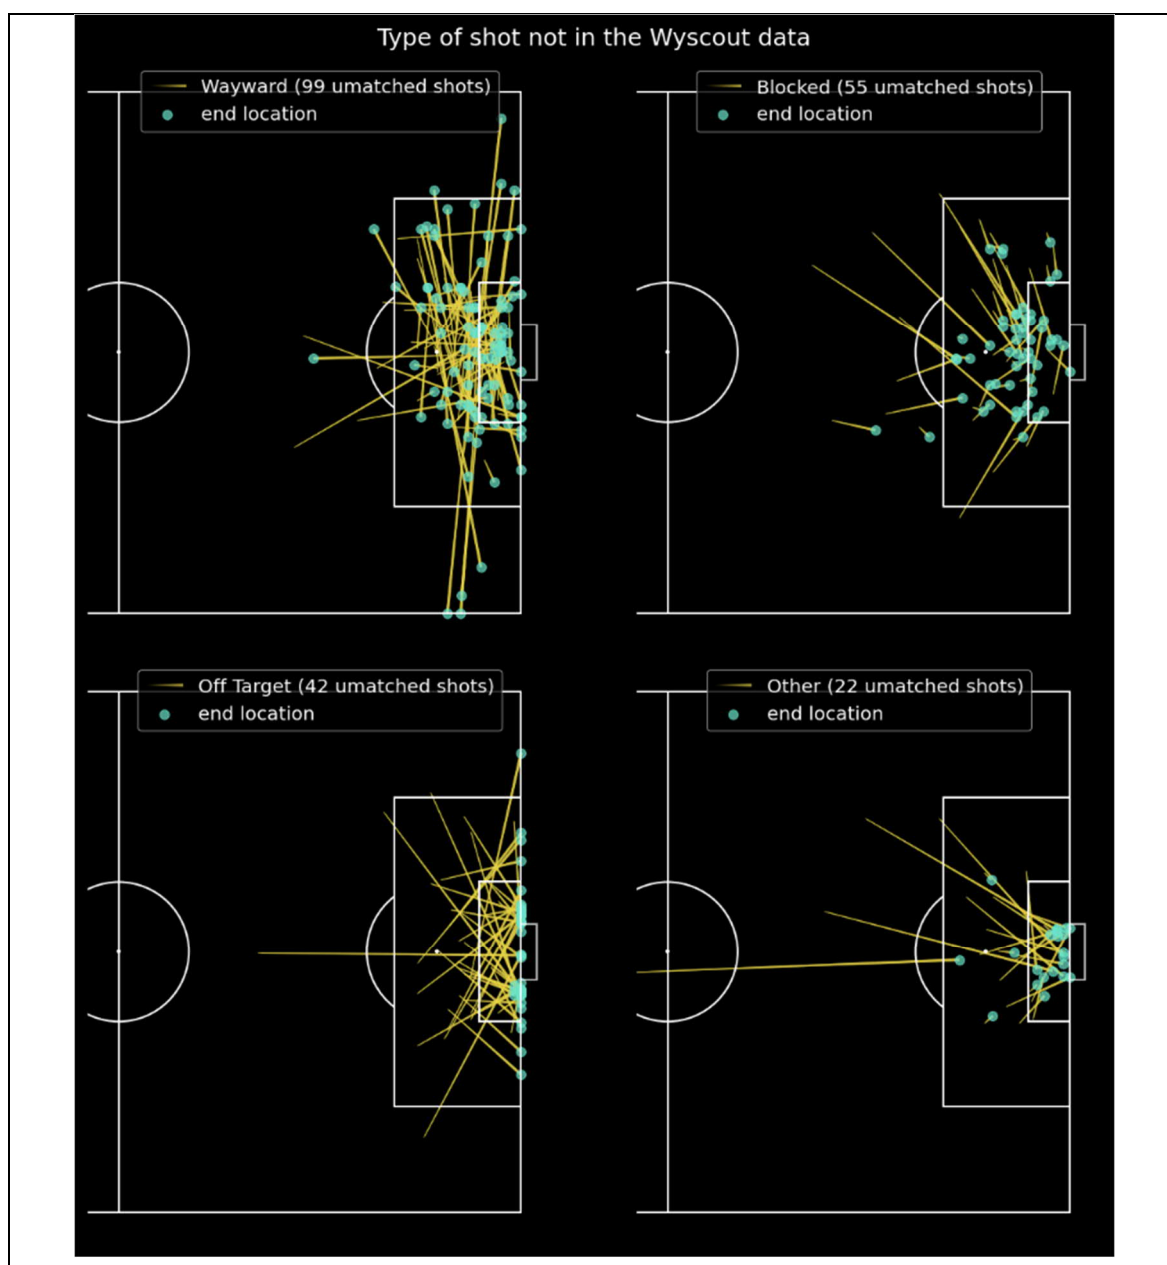 Type of shot not in the Wyscout data
Wayward (99 umatched shots)
end location
Blocked (55 umatched shots)
end location
Off Target (42 umatched shots)
end location
Other (22 umatched shots)
end location